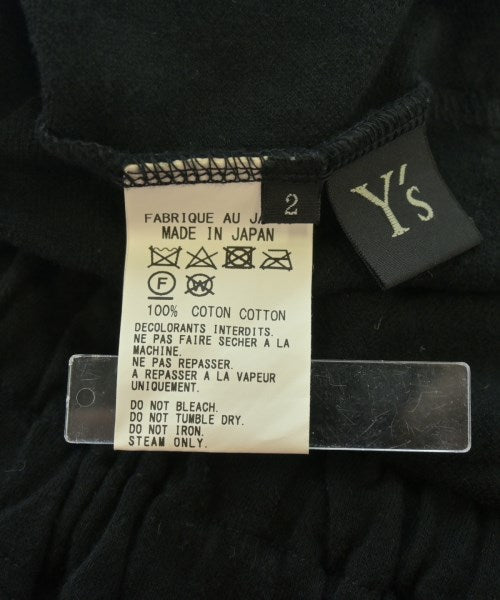 Y's
2
FABRIQUE AU JA
MADE IN JAPAN
F W
100% COTON COTTON
DECOLORANTS INTERDITS.
NE PAS FAIRE SECHER A LA
MACHINE.
NE PAS REPASSER.
A REPASSER A LA VAPEUR
UNIQUEMENT.
DO NOT BLEACH.
DO NOT TUMBLE DRY.
DO NOT IRON.
STEAM ONLY.